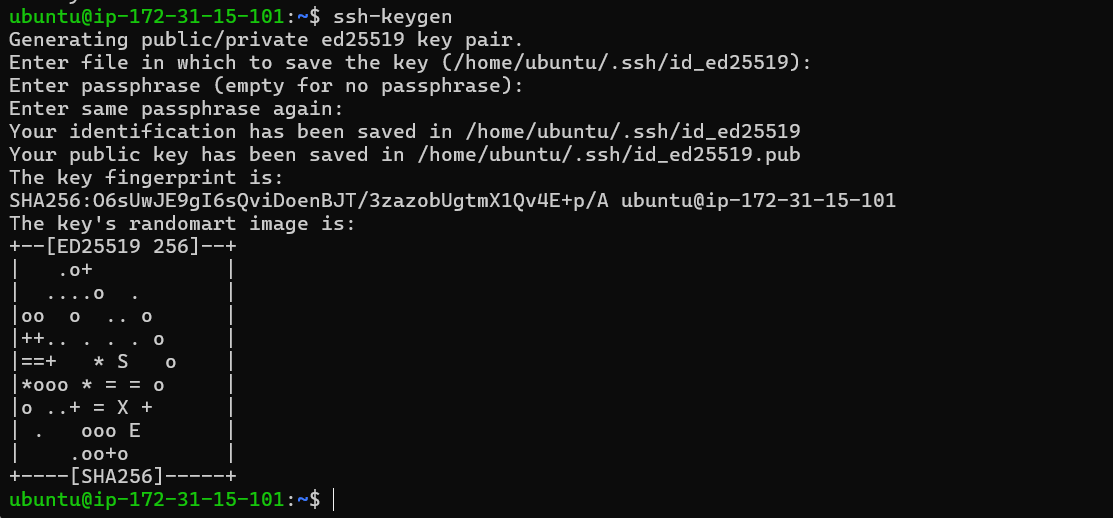 ubuntu@ip-172-31-15-101:~$ ssh-keygen
Generating public/private ed25519 key pair.
Enter file in which to save the key (/home/ubuntu/.ssh/id_ed25519):
Enter passphrase (empty for no passphrase):
Enter same passphrase again:
Your identification has been saved in /home/ubuntu/.ssh/id_ed25519
Your public key has been saved in /home/ubuntu/.ssh/id_ed25519.pub
The key fingerprint is:
SHA256:O6sUwJE9gI6sQviDoenBJT/3zazobUgtmX1Qv4E+p/A ubuntu@ip-172-31-15-101
The key's randomart image is:
+--[ED25519 256]--+
|   .o+           |
|  ....o  .       |
|oo  o  .. o      |
|++.. . . . o     |
|==+   * S   o    |
|*ooo * = = o     |
|o ..+ = X +      |
| .   ooo E       |
|    .oo+o        |
+----[SHA256]-----+
ubuntu@ip-172-31-15-101:~$